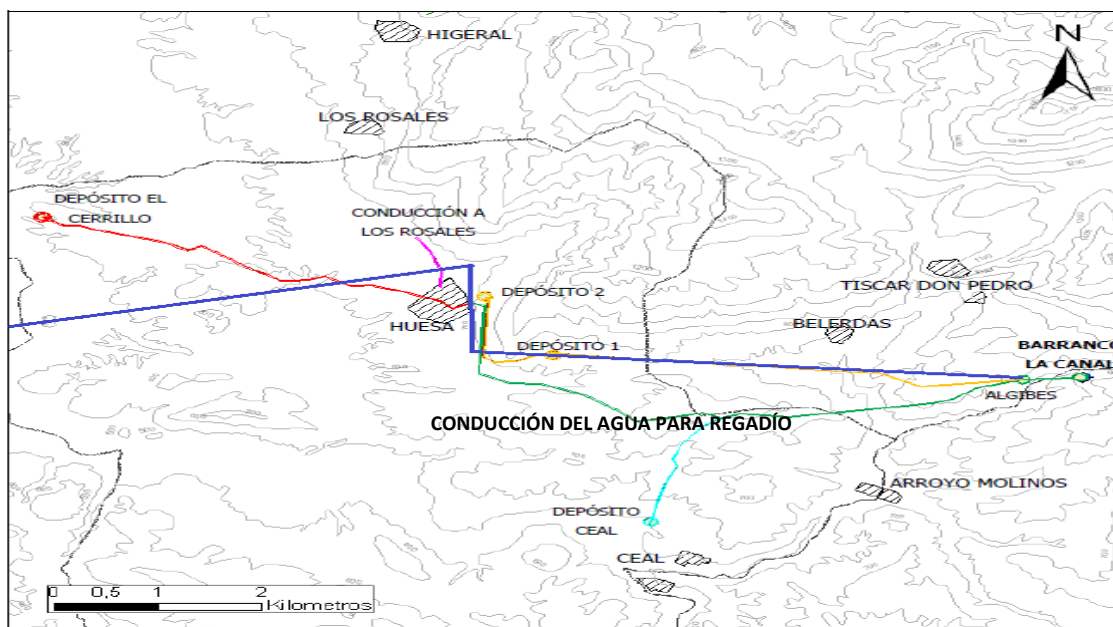 HIGERAL
N
LOS ROSALES
DEPÓSITO EL
CERRILLO
CONDUCCIÓN A
LOS ROSALES
TISCAR DON PEDRO
DEPÓSITO 2
HUESA
BELERDAS
DEPÓSITO 1
BARRANCO
LA CANAL
ALGIBES
CONDUCCIÓN DEL AGUA PARA REGADÍO
ARROYO MOLINOS
DEPÓSITO
CEAL
CEAL
0 0,5 1 2
Kilometros